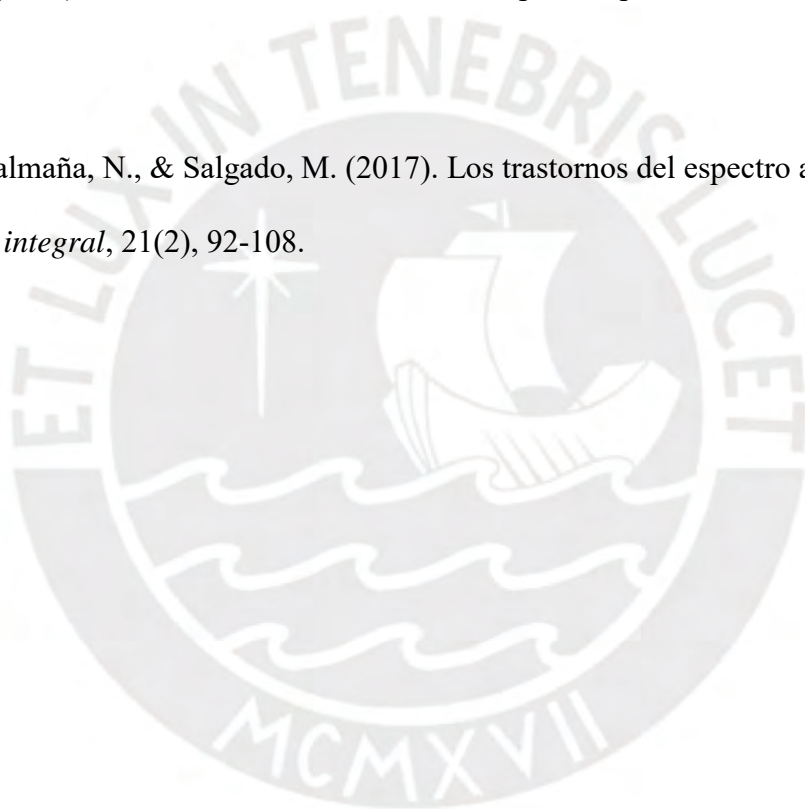 almaña, N., & Salgado, M. (2017). Los trastornos del espectro
integral, 21(2), 92-108.
ET LUX IN TENEBRIS LUCET
MCMXVII